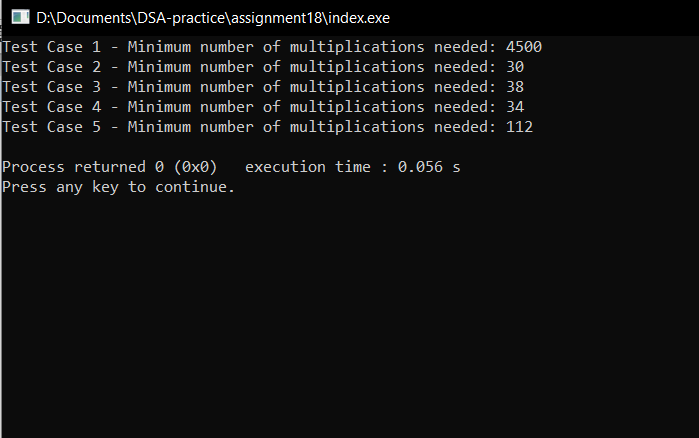 D:\Documents\DSA-practice\assignment18\index.exe
Test Case 1 - Minimum number of multiplications needed: 4500
Test Case 2 - Minimum number of multiplications needed: 30
Test Case 3 - Minimum number of multiplications needed: 38
Test Case 4 - Minimum number of multiplications needed: 34
Test Case 5 - Minimum number of multiplications needed: 112
Process returned 0 (0x0)   execution time : 0.056 s
Press any key to continue.